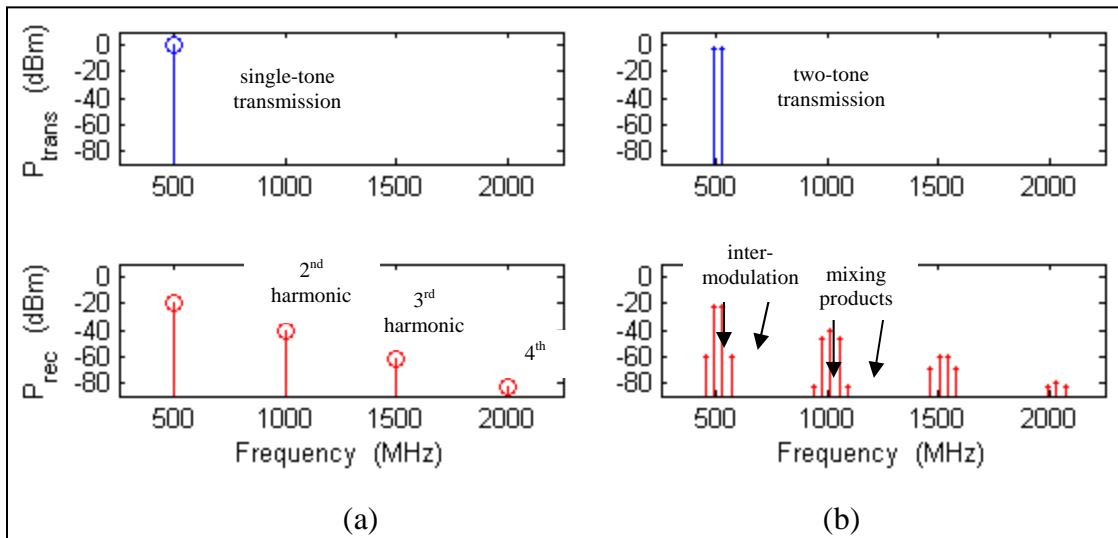 P_trans (dBm)
0
-20
-40
-60
-80
single-tone
transmission
500
1000
1500
2000
0
-20
-40
-60
-80
two-tone
transmission
500
1000
1500
2000
P_rec (dBm)
0
-20
-40
-60
-80
2nd
harmonic
3rd
harmonic
4th
500
1000
1500
2000
Frequency (MHz)
0
-20
-40
-60
-80
inter-
modulation
mixing
products
500
1000
1500
2000
Frequency (MHz)
(a)
(b)